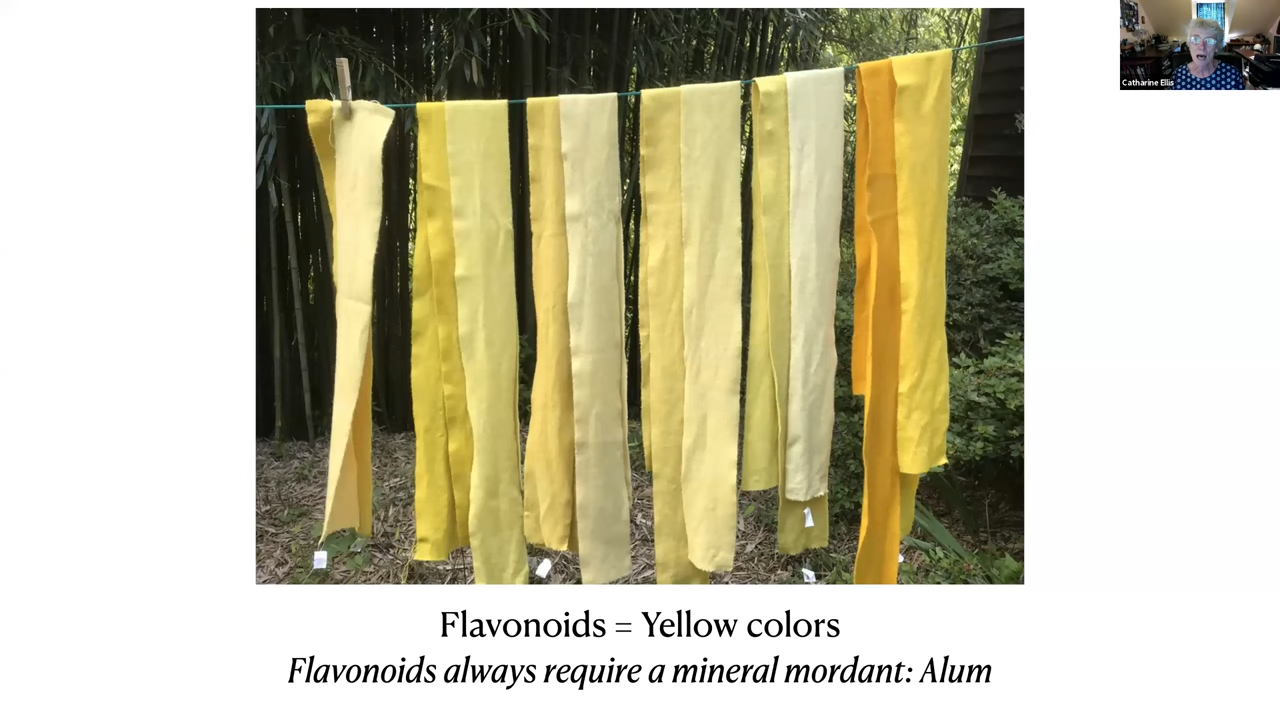 Catharine Ellis
Flavonoids = Yellow colors
Flavonoids always require a mineral mordant: Alum